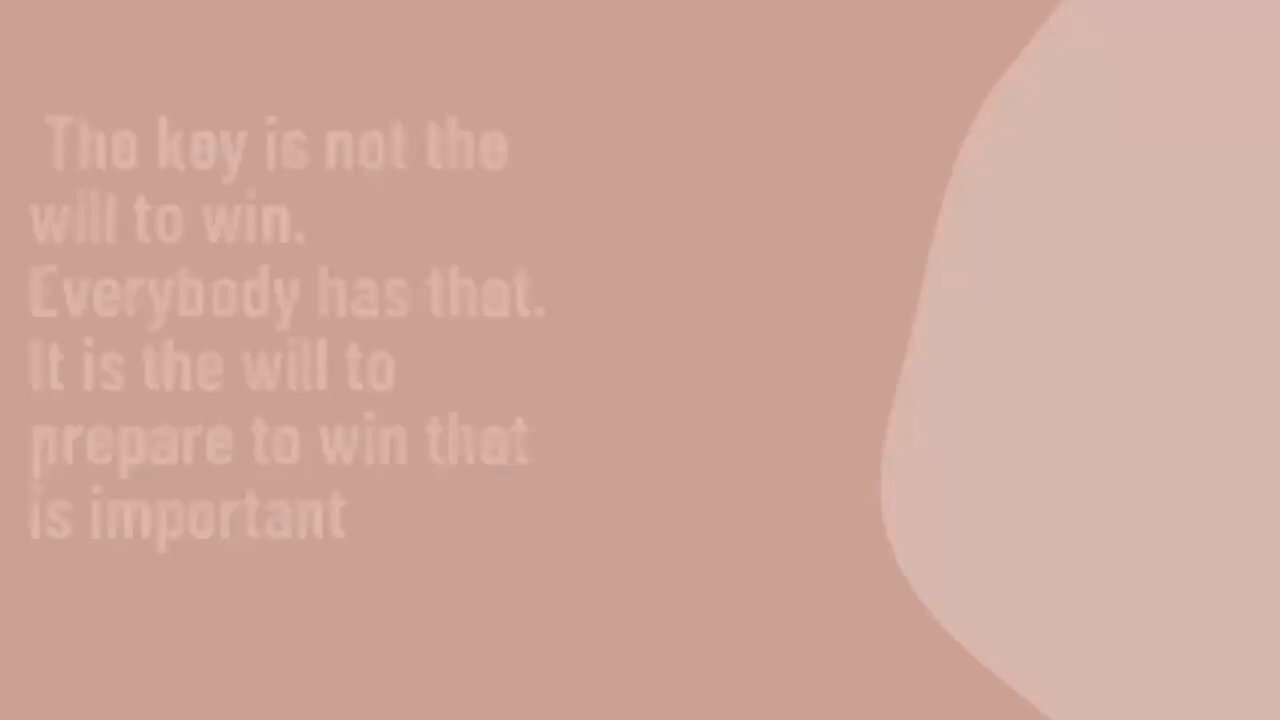 The key is not the
will to win.
Everybody has that.
It is the will to
prepare to win that
is important